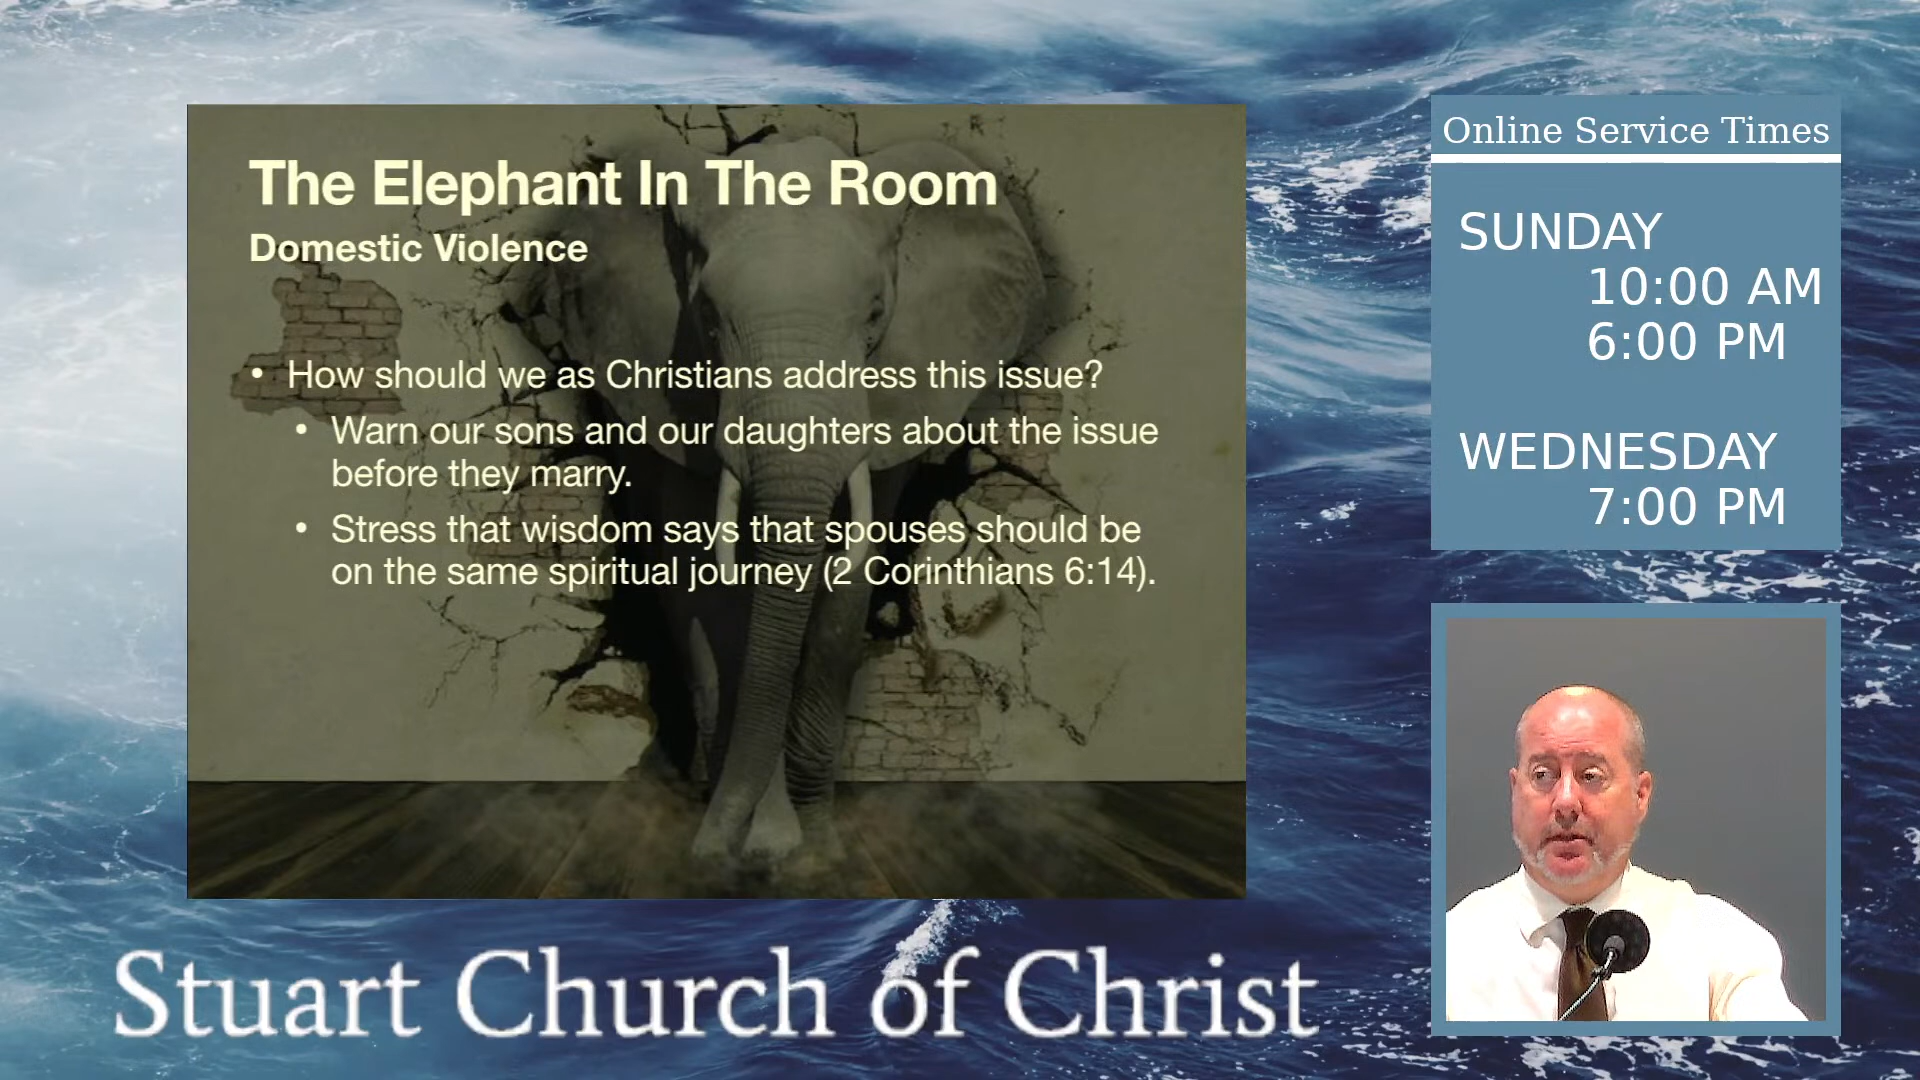 The Elephant In The Room
Domestic Violence
• How should we as Christians address this issue?
• Warn our sons and our daughters about the issue
before they marry.
• Stress that wisdom says that spouses should be
on the same spiritual journey (2 Corinthians 6:14).
Online Service Times
SUNDAY
10:00 AM
6:00 PM
WEDNESDAY
7:00 PM
Stuart Church of Christ